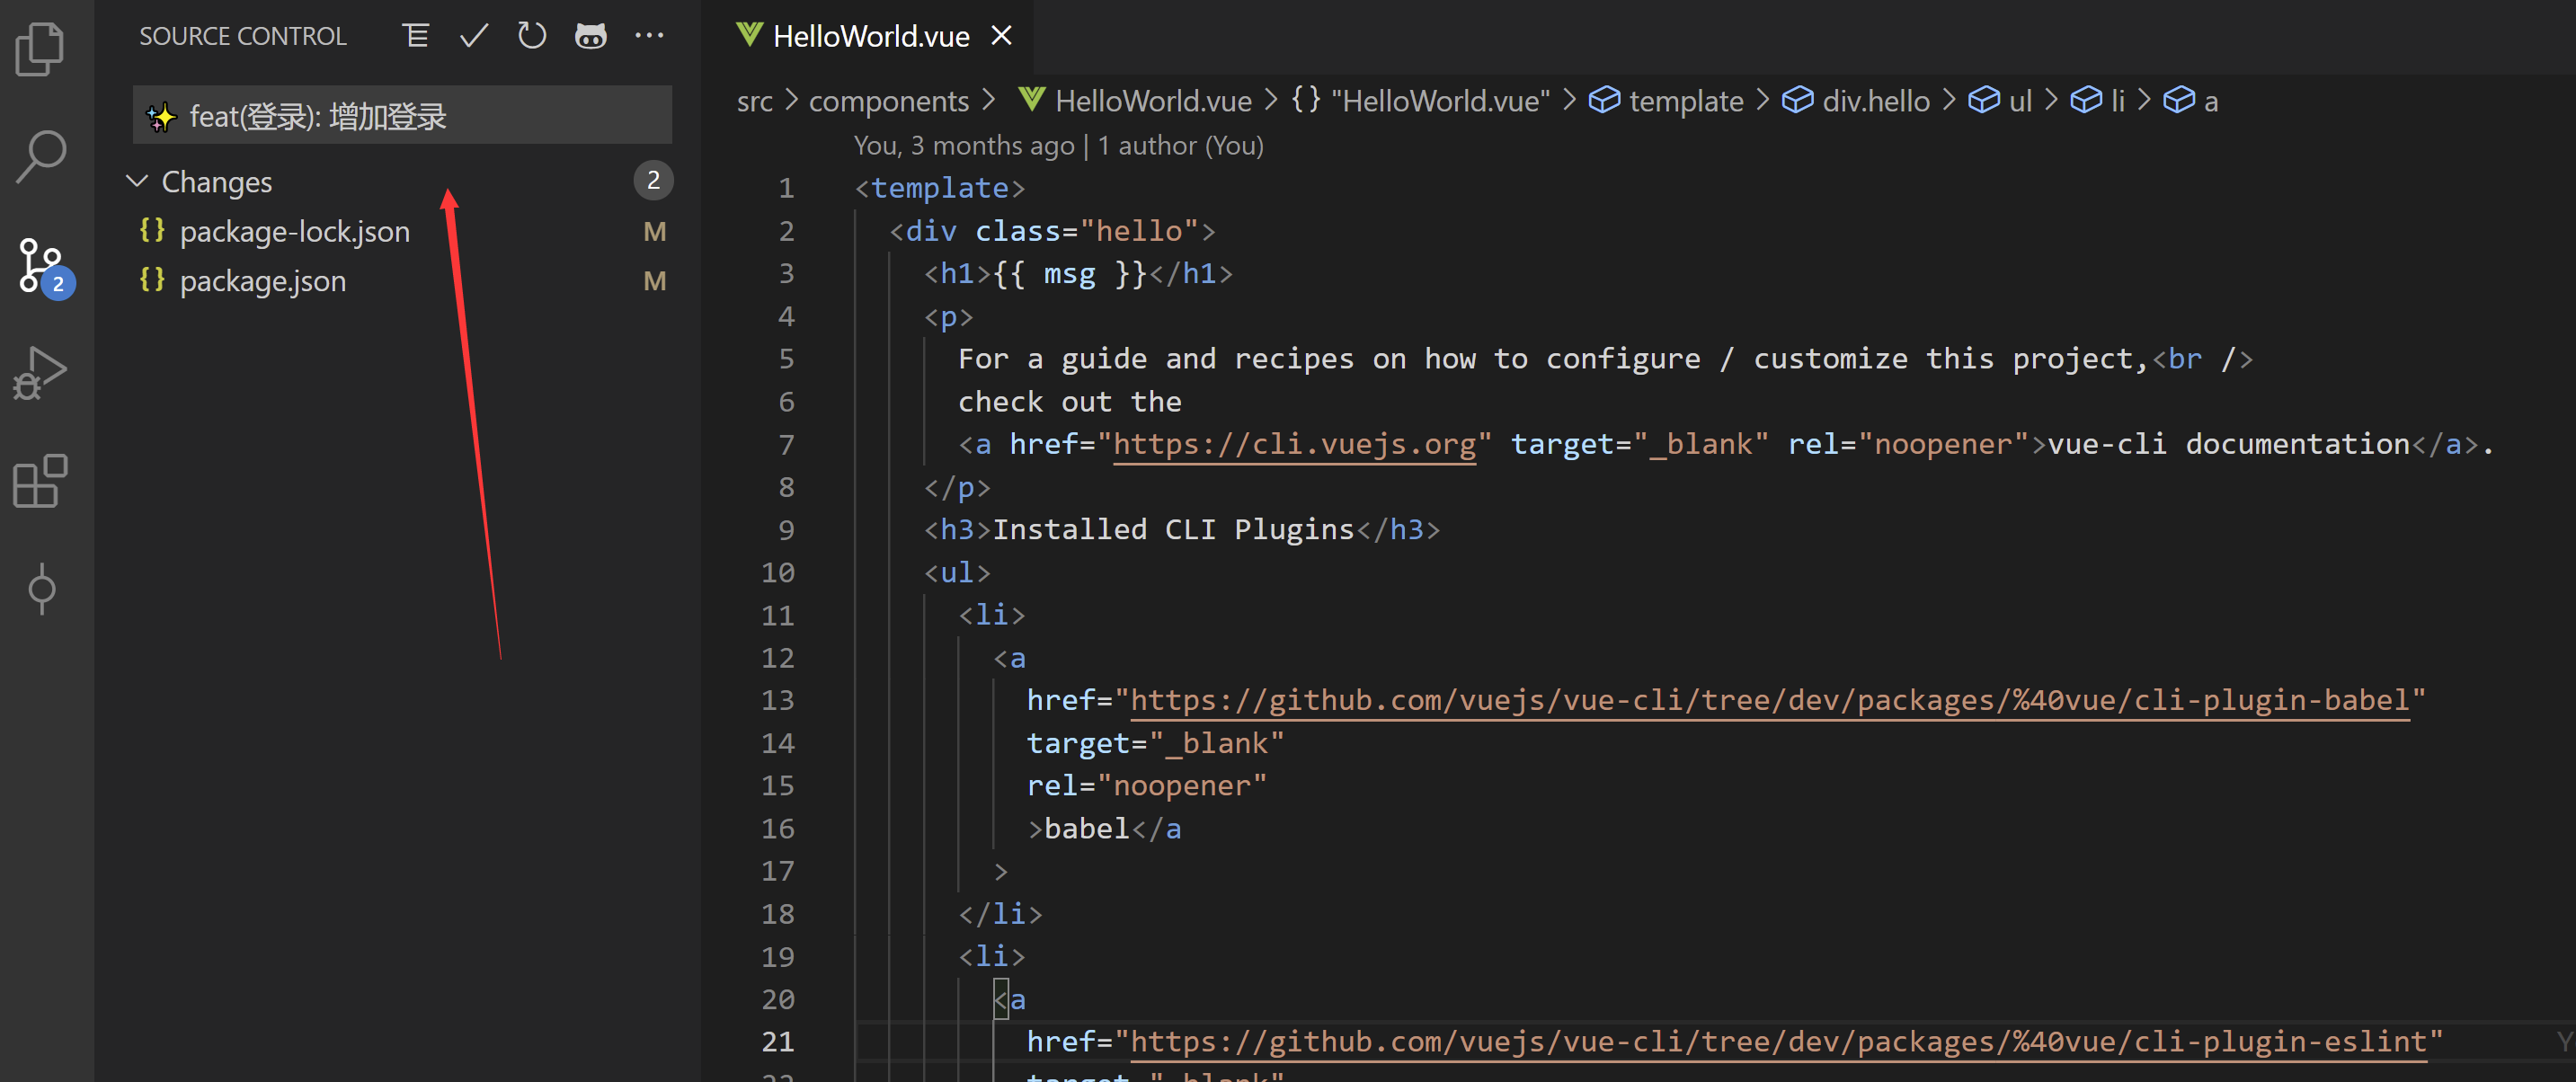 SOURCE CONTROL
✨ feat(登录): 增加登录
Changes 2
{} package-lock.json M
{} package.json M
2
HelloWorld.vue ×
src > components > HelloWorld.vue > {} "HelloWorld.vue" > template > div.hello > ul > li > a
You, 3 months ago | 1 author (You)
1 <template>
2 <div class="hello">
3 <h1>{{ msg }}</h1>
4 <p>
5 For a guide and recipes on how to configure / customize this project,<br />
6 check out the
7 <a href="https://cli.vuejs.org" target="_blank" rel="noopener">vue-cli documentation</a>.
8 </p>
9 <h3>Installed CLI Plugins</h3>
10 <ul>
11 <li>
12 <a
13 href="https://github.com/vuejs/vue-cli/tree/dev/packages/%40vue/cli-plugin-babel"
14 target="_blank"
15 rel="noopener"
16 >babel</a
17 >
18 </li>
19 <li>
20 <a
21 href="https://github.com/vuejs/vue-cli/tree/dev/packages/%40vue/cli-plugin-eslint" Y
22 target="_blank"